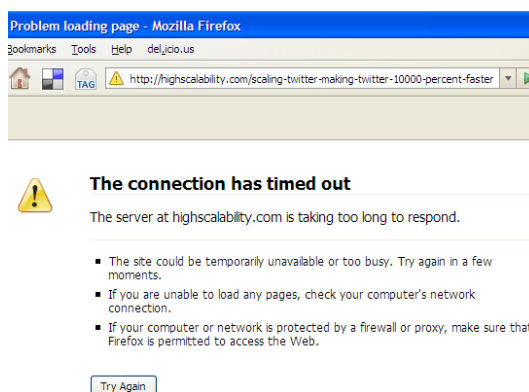 Problem loading page - Mozilla Firefox
Bookmarks Tools Help del.icio.us
TAG http://highscalability.com/scaling-twitter-making-twitter-10000-percent-faster
The connection has timed out
The server at highscalability.com is taking too long to respond.
The site could be temporarily unavailable or too busy. Try again in a few
moments.
If you are unable to load any pages, check your computer's network
connection.
If your computer or network is protected by a firewall or proxy, make sure that
Firefox is permitted to access the Web.
Try Again